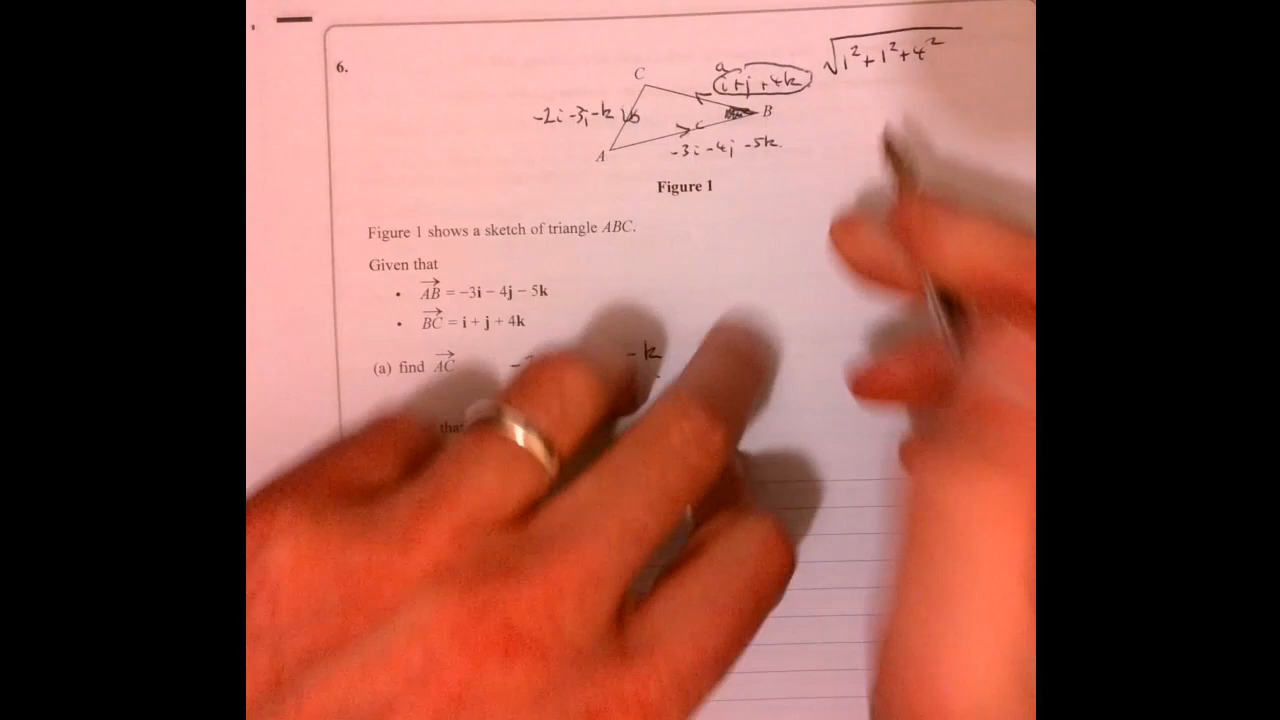 6.
√1²+1²+4²
a
i+j+4k
C
-2i-3j-k b
B
c
A
-3i-4j-5k.
Figure 1
Figure 1 shows a sketch of triangle ABC.
Given that
• AB = −3i − 4j − 5k
• BC = i + j + 4k
(a) find AC
- k
that